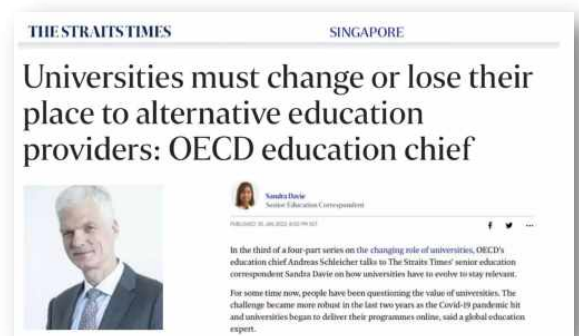 THE STRAITS TIMES
SINGAPORE
Universities must change or lose their
place to alternative education
providers: OECD education chief
Sandra Davie
Senior Education Correspondent
In the third of a four-part series on the changing role of universities, OECD's
education chief Andreas Schleicher talks to The Straits Times' senior education
correspondent Sandra Davie on how universities have to evolve to stay relevant.
For some time now, people have been questioning the value of universities. The
challenge became more robust in the last two years as the Covid-19 pandemic hit
and universities began to deliver their programmes online, said a global education
expert.